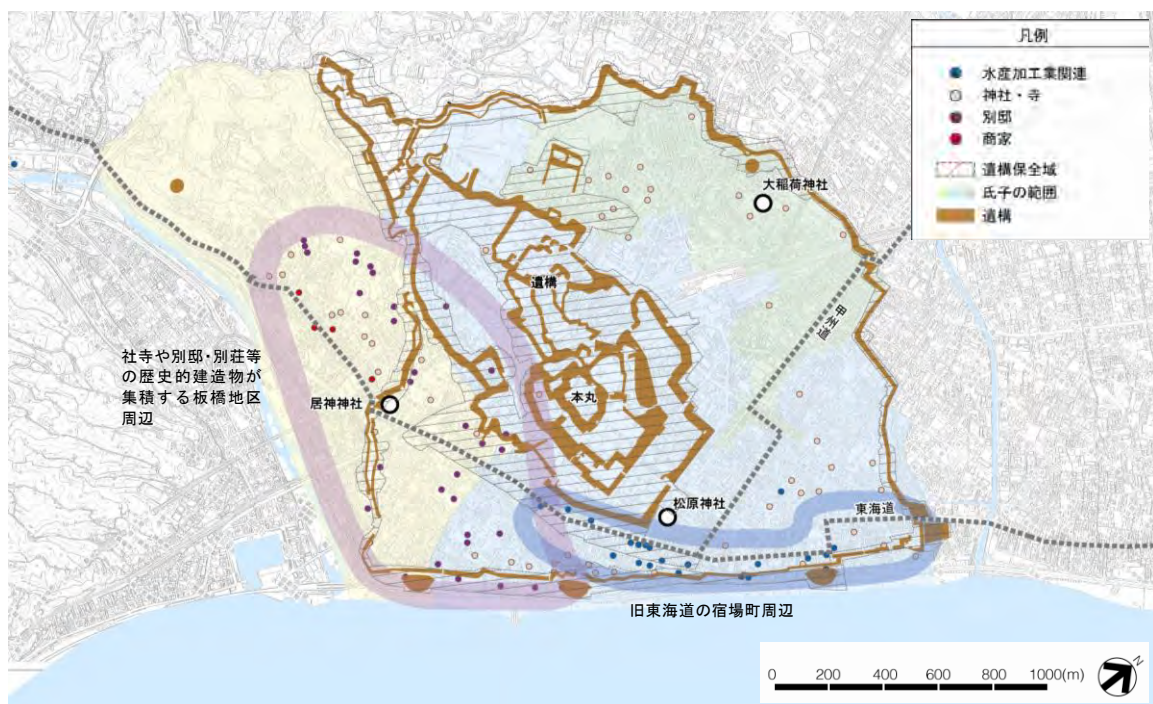 凡例
水産加工業関連
神社・寺
別邸
商家
遺構保全域
氏子の範囲
遺構
大稲荷神社
遺構
甲州道
社寺や別邸・別荘等
の歴史的建造物が
集積する板橋地区
周辺
居神神社
本丸
松原神社
東海道
旧東海道の宿場町周辺
0 200 400 600 800 1000(m)
N